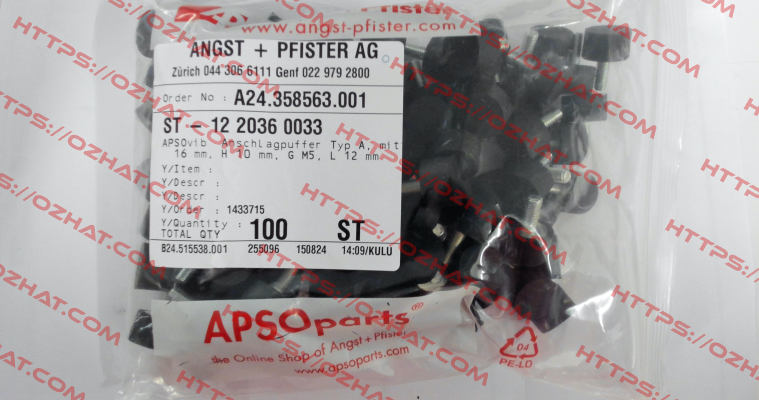 Pfister
www.angst-pfister.com
ANGST + PFISTER AG
Zürich 044 306 6111 Genf 022 979 2800
Order No : A24.358563.001
ST - 12 2036 0033
APSOvib Anschlagpuffer Typ A, mit
16 mm, H 10 mm, G M5, L 12 mm
Y/Item :
Y/Descr :
Y/Descr :
Y/Order : 1433715
Y/Quantity :
TOTAL QTY 100 ST
B24.515538.001 255096 150824 14:09/KULU
APSOparts®
the Online Shop of Angst + Pfister
www.apsoparts.com
04
PE-LD
HTTPS://OZHAT.COM